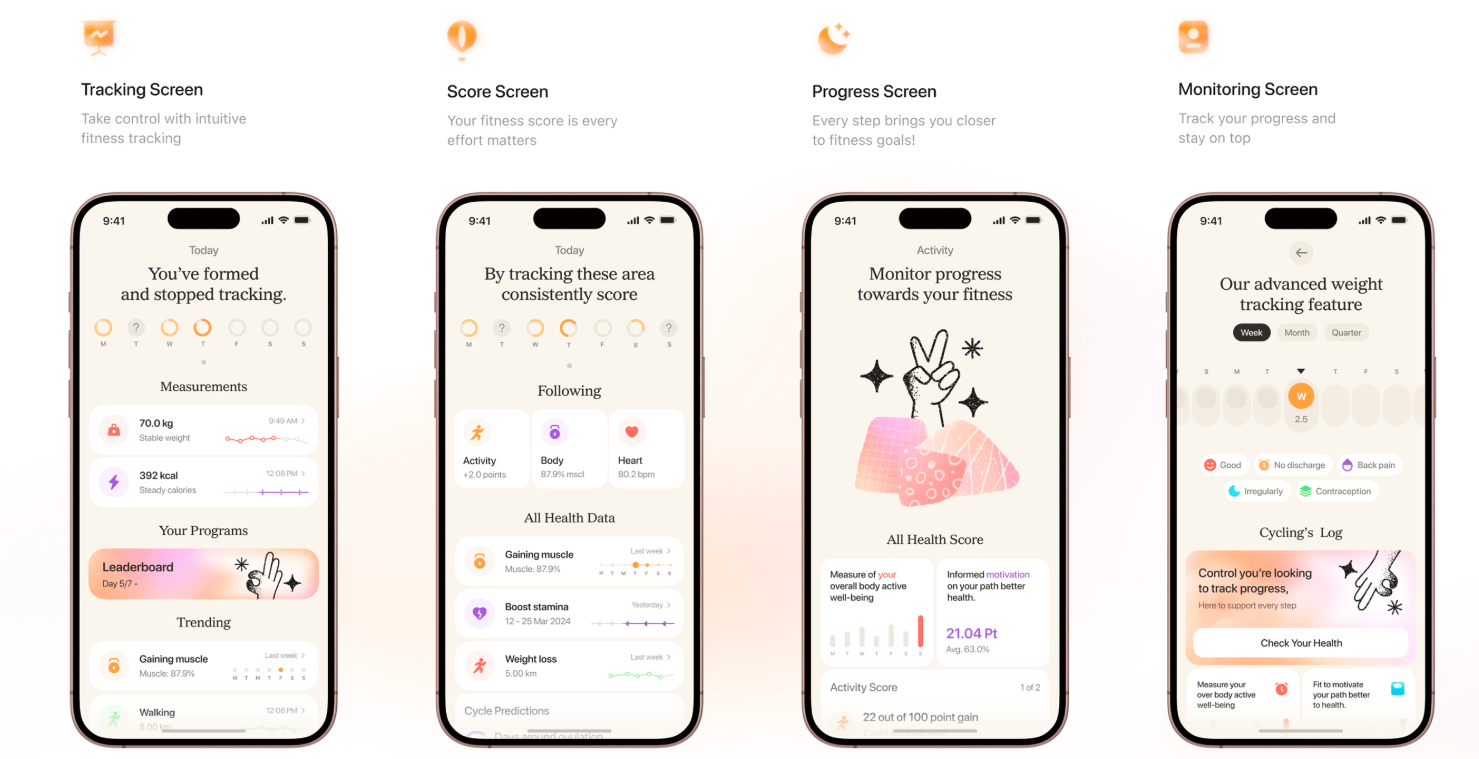 Tracking Screen
Take control with intuitive
fitness tracking
9:41
Today
You've formed
and stopped tracking.
?
M T W T F S S
Measurements
70.0 kg
9:49 AM >
Stable weight
392 kcal
12:08 PM >
Steady calories
Your Programs
Leaderboard
Day 5/7 -
Trending
Gaining muscle
Last week >
Muscle: 87.9%
M T M T F S S
Walking
12:08 PM >
5.00 km
Score Screen
Your fitness score is every
effort matters
9:41
Today
By tracking these area
consistently score
? ?
M T W T F S S
Following
Activity
+2.0 points
Body
87.9% mscl
Heart
80.2 bpm
All Health Data
Gaining muscle
Last week >
Muscle: 87.9%
M T M T F S S
Boost stamina
Yesterday >
12 - 25 Mar 2024
Weight loss
Last week >
5.00 km
Cycle Predictions
Days around ovulation
Progress Screen
Every step brings you closer
to fitness goals!
9:41
Activity
Monitor progress
towards your fitness
All Health Score
Measure of your
overall body active
well-being
M T W T F S S
Informed motivation
on your path better
health.
21.04 Pt
Avg. 63.0%
Activity Score
1 of 2
22 out of 100 point gain
Monitoring Screen
Track your progress and
stay on top
9:41
Our advanced weight
tracking feature
Week Month Quarter
S M T T F S
W
2.5
Good No discharge Back pain
Irregularly Contraception
Cycling's Log
Control you're looking
to track progress,
Here to support every step
Check Your Health
Measure your
over body active
well-being
Fit to motivate
your path better
to health.